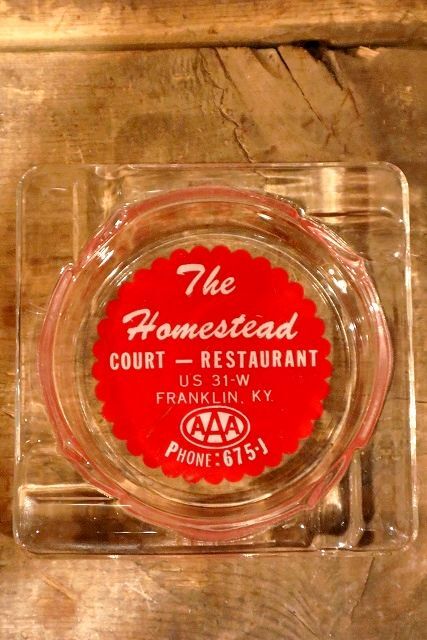 The
Homestead
COURT — RESTAURANT
US 31-W
FRANKLIN, KY.
AAA
PHONE: 675-J